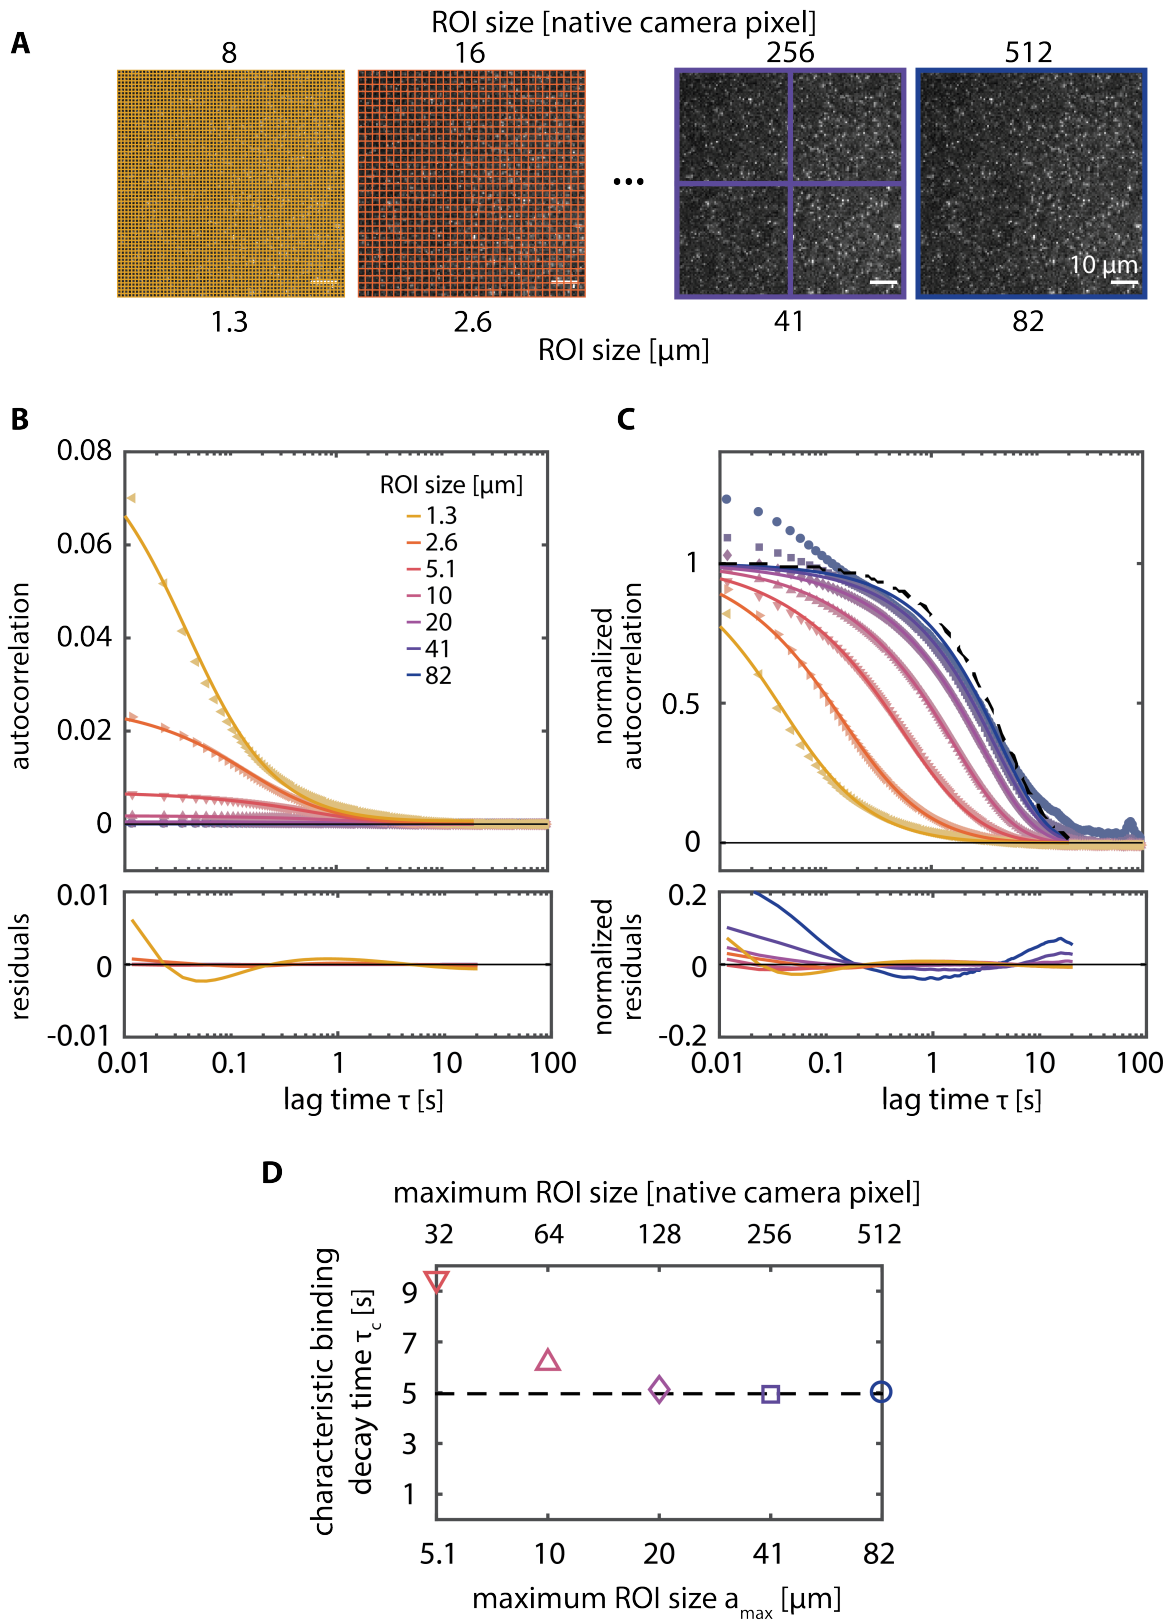 A
ROI size [native camera pixel]
8 16 256 512
...
10 µm
1.3 2.6 41 82
ROI size [µm]
B
0.08
0.06
0.04
0.02
0
autocorrelation
ROI size [µm]
1.3
2.6
5.1
10
20
41
82
0.01
0
-0.01
residuals
0.01 0.1 1 10 100
lag time τ [s]
C
1
0.5
0
normalized
autocorrelation
0.2
0
-0.2
normalized
residuals
0.01 0.1 1 10 100
lag time τ [s]
D
maximum ROI size [native camera pixel]
32 64 128 256 512
characteristic binding
decay time τc [s]
9
7
5
3
1
5.1 10 20 41 82
maximum ROI size amax [µm]